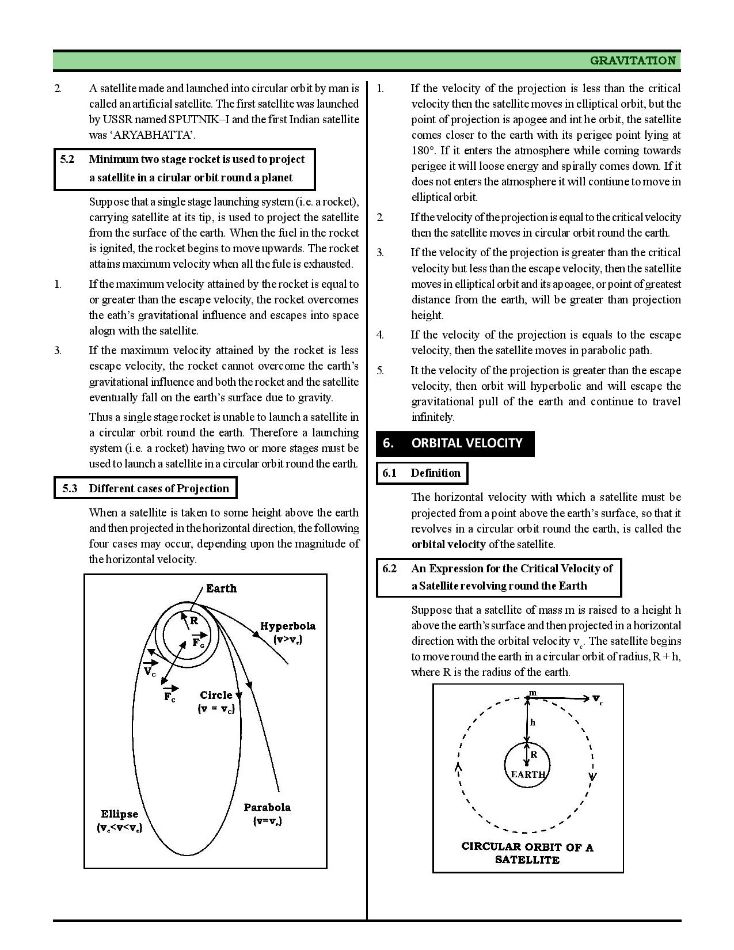 GRAVITATION
2. A satellite made and launched into circular orbit by man is
called an artificial satellite. The first satellite was launched
by USSR named SPUTNIK–I and the first Indian satellite
was ‘ARYABHATTA’.
5.2 Minimum two stage rocket is used to project
a satellite in a cirular orbit round a planet
Suppose that a single stage launching system (i.e. a rocket),
carrying satellite at its tip, is used to project the satellite
from the surface of the earth. When the fuel in the rocket
is ignited, the rocket begins to move upwards. The rocket
attains maximum velocity when all the fule is exhausted.
1. If the maximum velocity attained by the rocket is equal to
or greater than the escape velocity, the rocket overcomes
the eath’s gravitational influence and escapes into space
alogn with the satellite.
3. If the maximum velocity attained by the rocket is less
escape velocity, the rocket cannot overcome the earth’s
gravitational influence and both the rocket and the satellite
eventually fall on the earth’s surface due to gravity.
Thus a single stage rocket is unable to launch a satellite in
a circular orbit round the earth. Therefore a launching
system (i.e. a rocket) having two or more stages must be
used to launch a satellite in a circular orbit round the earth.
5.3 Different cases of Projection
When a satellite is taken to some height above the earth
and then projected in the horizontal direction, the following
four cases may occur, depending upon the magnitude of
the horizontal velocity.
Earth
R
F_G
Hyperbola
(v>v_e)
V_C
F_C
Circle
(v = v_C)
Ellipse
(v_c<v<v_e)
Parabola
(v=v_e)
1. If the velocity of the projection is less than the critical
velocity then the satellite moves in elliptical orbit, but the
point of projection is apogee and int he orbit, the satellite
comes closer to the earth with its perigee point lying at
180°. If it enters the atmosphere while coming towards
perigee it will loose energy and spirally comes down. If it
does not enters the atmosphere it will contiune to move in
elliptical orbit.
2. If the velocity of the projection is equal to the critical velocity
then the satellite moves in circular orbit round the earth.
3. If the velocity of the projection is greater than the critical
velocity but less than the escape velocity, then the satellite
moves in elliptical orbit and its apoagee, or point of greatest
distance from the earth, will be greater than projection
height.
4. If the velocity of the projection is equals to the escape
velocity, then the satellite moves in parabolic path.
5. It the velocity of the projection is greater than the escape
velocity, then orbit will hyperbolic and will escape the
gravitational pull of the earth and continue to travel
infinitely.
6. ORBITAL VELOCITY
6.1 Definition
The horizontal velocity with which a satellite must be
projected from a point above the earth’s surface, so that it
revolves in a circular orbit round the earth, is called the
orbital velocity of the satellite.
6.2 An Expression for the Critical Velocity of
a Satellite revolving round the Earth
Suppose that a satellite of mass m is raised to a height h
above the earth’s surface and then projected in a horizontal
direction with the orbital velocity v_c. The satellite begins
to move round the earth in a circular orbit of radius, R + h,
where R is the radius of the earth.
m
v_c
h
R
EARTH
CIRCULAR ORBIT OF A
SATELLITE